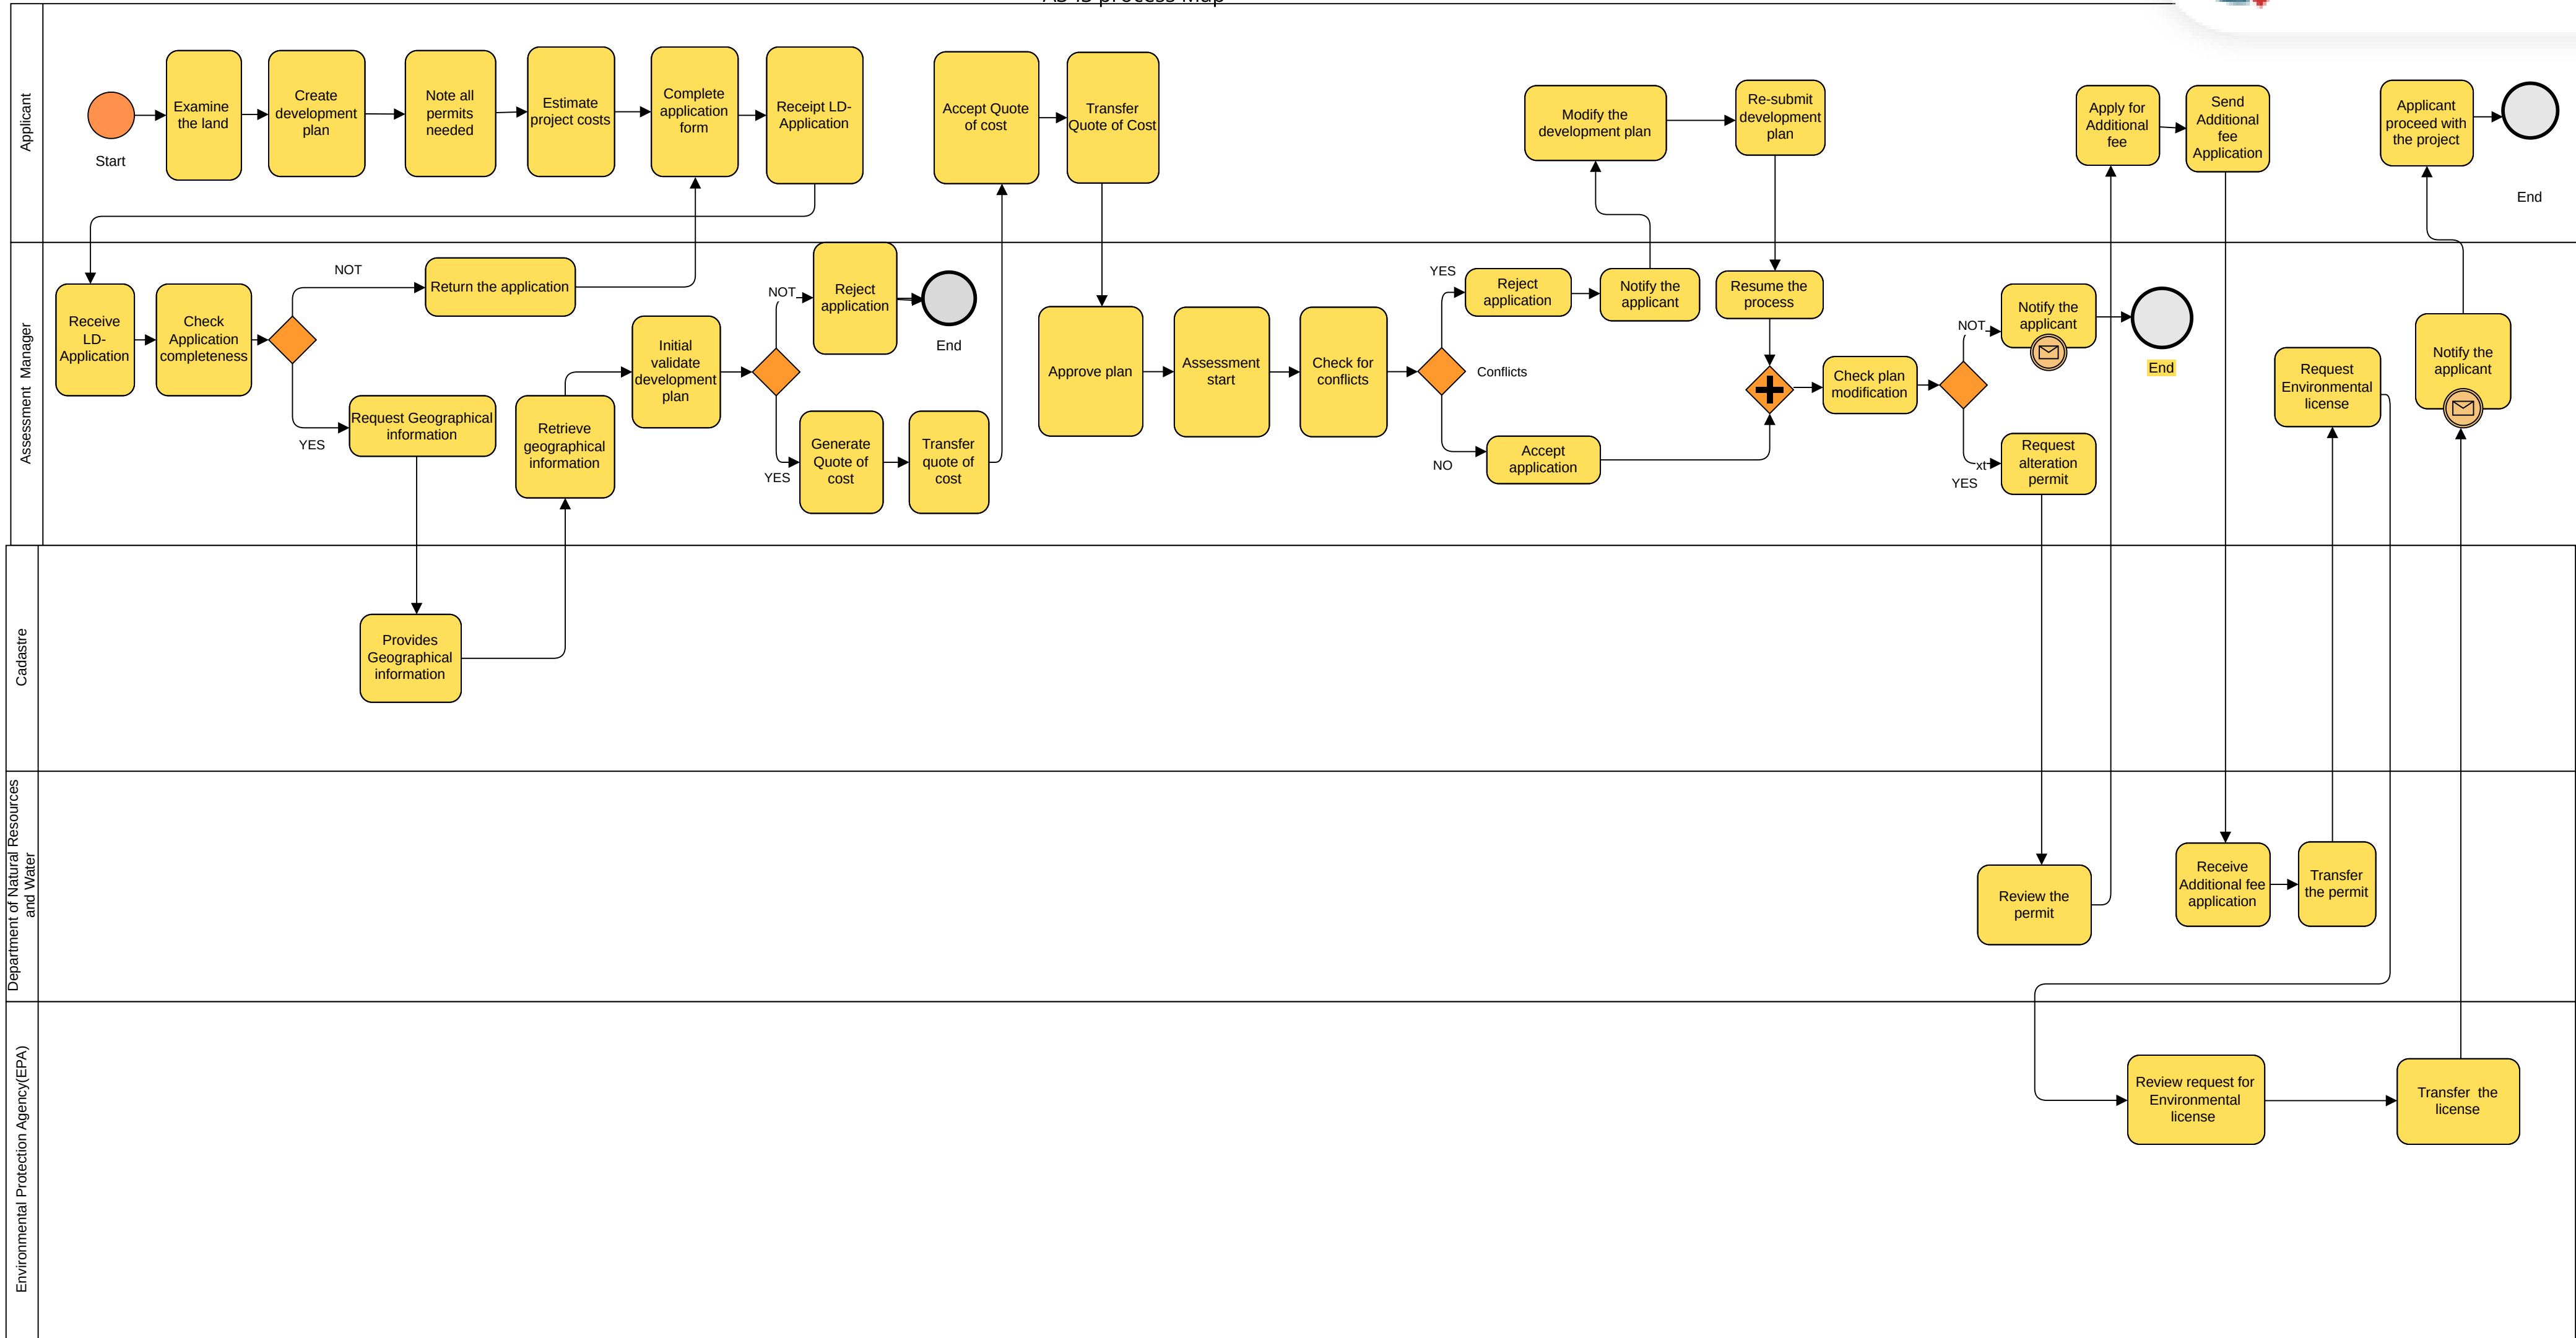 AS-IS process Map
Applicant
Start
Examine
the land
Create
development
plan
Note all
permits
needed
Estimate
project costs
Complete
application
form
Receipt LD-
Application
Accept Quote
of cost
Transfer
Quote of Cost
Modify the
development plan
Re-submit
development
plan
Apply for
Additional
fee
Send
Additional
fee
Application
Applicant
proceed with
the project
End
Assessment Manager
Receive
LD-
Application
Check
Application
completeness
NOT
Return the application
YES
Request Geographical
information
Retrieve
geographical
information
Initial
validate
development
plan
NOT
Reject
application
End
YES
Generate
Quote of
cost
Transfer
quote of
cost
Approve plan
Assessment
start
Check for
conflicts
YES
Conflicts
NO
Reject
application
Notify the
applicant
Accept
application
Resume the
process
Check plan
modification
NOT
Notify the
applicant
End
xt
YES
Request
alteration
permit
Request
Environmental
license
Notify the
applicant
Cadastre
Provides
Geographical
information
Department of Natural Resources
and Water
Review the
permit
Receive
Additional fee
application
Transfer
the permit
Environmental Protection Agency(EPA)
Review request for
Environmental
license
Transfer the
license